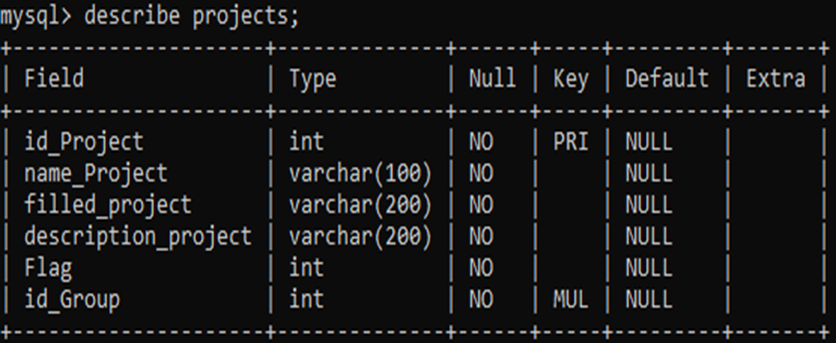 mysql> describe projects;
+---------------------+--------------+------+-----+---------+-------+
| Field | Type | Null | Key | Default | Extra |
+---------------------+--------------+------+-----+---------+-------+
| id_Project | int | NO | PRI | NULL | |
| name_Project | varchar(100) | NO | | NULL | |
| filled_project | varchar(200) | NO | | NULL | |
| description_project | varchar(200) | NO | | NULL | |
| Flag | int | NO | | NULL | |
| id_Group | int | NO | MUL | NULL | |
+---------------------+--------------+------+-----+---------+-------+